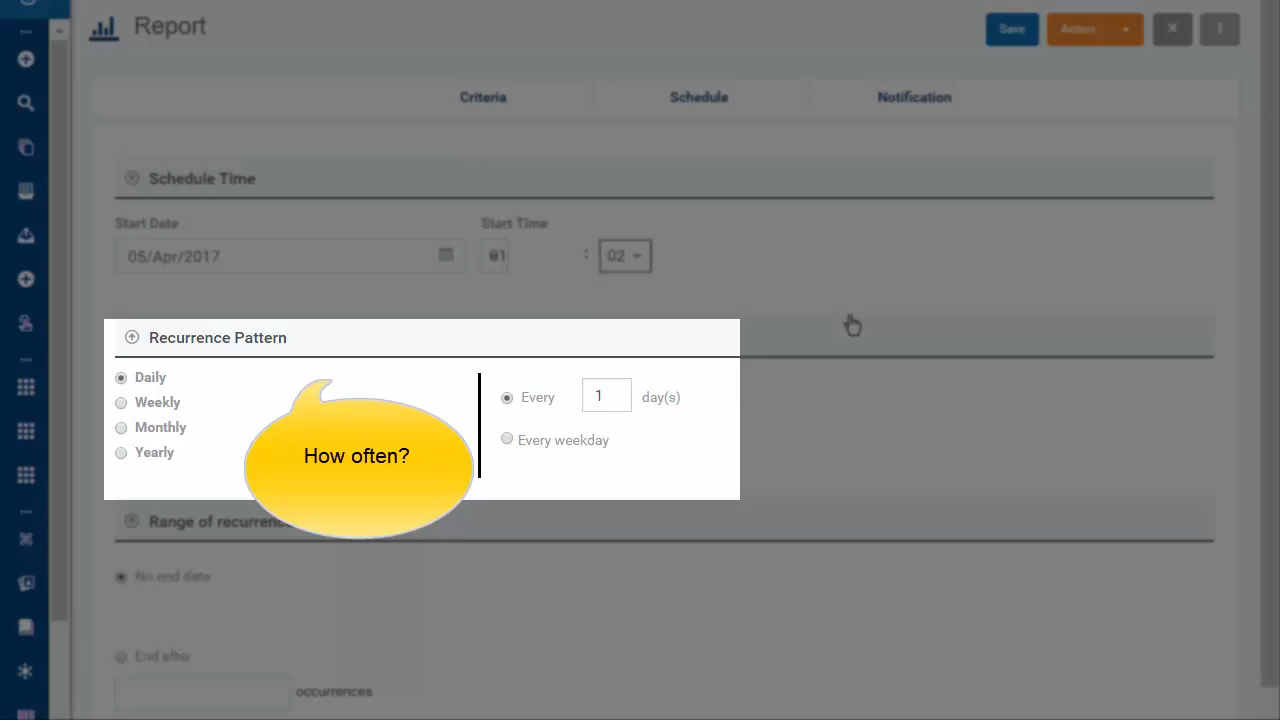 Report
Save
Action
Criteria
Schedule
Notification
Schedule Time
Start Date
Start Time
05/Apr/2017
01
:
02
Recurrence Pattern
Daily
Weekly
Monthly
Yearly
Every
1
day(s)
Every weekday
How often?
Range of recurrenc
No end date
End after
occurrences